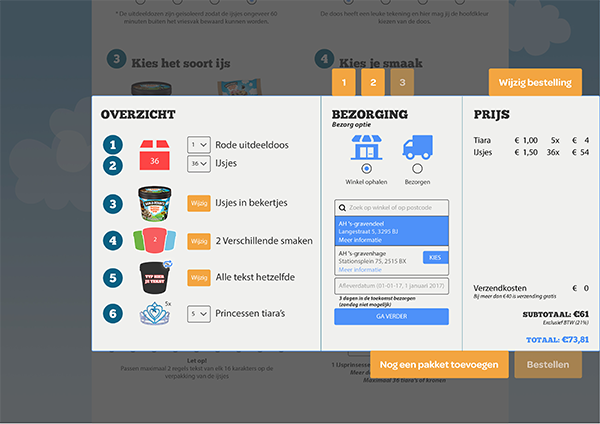 * De uitdeeldozen zijn geïsoleerd zodat de ijsjes ongeveer 60
minuten buiten het vriesvak bewaard kunnen worden.
De doos heeft een leuke tekening en hier mag jij de hoofdkleur
kiezen van de doos.
3 Kies het soort ijs
4 Kies je smaak
1
2
3
Wijzig bestelling
OVERZICHT
1
2
36
1
Rode uitdeeldoos
36
IJsjes
3
Wijzig
IJsjes in bekertjes
4
2
Wijzig
2 Verschillende smaken
5
TYP HIER
JE TEKST
Wijzig
Alle tekst hetzelfde
6
5x
5
Princessen tiara's
BEZORGING
Bezorg optie
Winkel ophalen
Bezorgen
Zoek op winkel of op postcode
AH 's-gravendeel
Langestraat 5, 3295 BJ
Meer informatie
AH 's-gravenhage
Stationsplein 75, 2515 BX
Meer informatie
KIES
Afleverdatum (01-01-17. 1 januari 2017)
3 dagen in de toekomst bezorgen
(zondag niet mogelijk)
GA VERDER
PRIJS
Tiara € 1,00 5x € 4
IJsjes € 1,50 36x € 54
Verzendkosten € 0
Bij meer dan €40 is verzending gratis
SUBTOTAAL: €61
Exclusief BTW (21%)
TOTAAL: €73,81
Nog een pakket toevoegen
Bestellen
Let op!
Passen maximaal 2 regels tekst van elk 16 karakters op de
verpakking van de ijsjes
Maximaal 36 tiara's of kronen